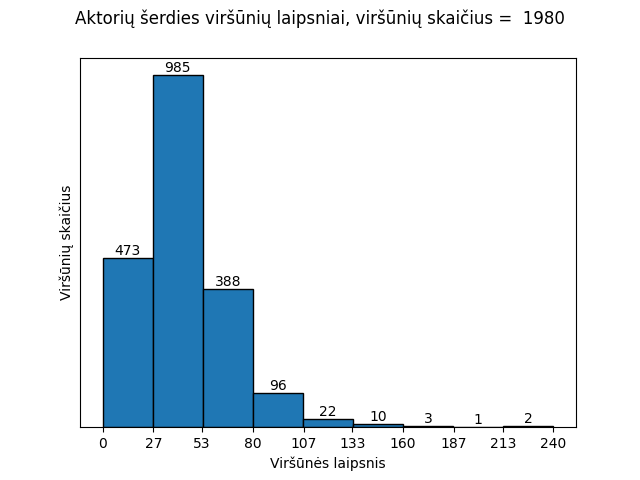 Aktorių šerdies viršūnių laipsniai, viršūnių skaičius =  1980
985
473
388
96
22
10
3
1
2
Viršūnių skaičius
0 27 53 80 107 133 160 187 213 240
Viršūnės laipsnis